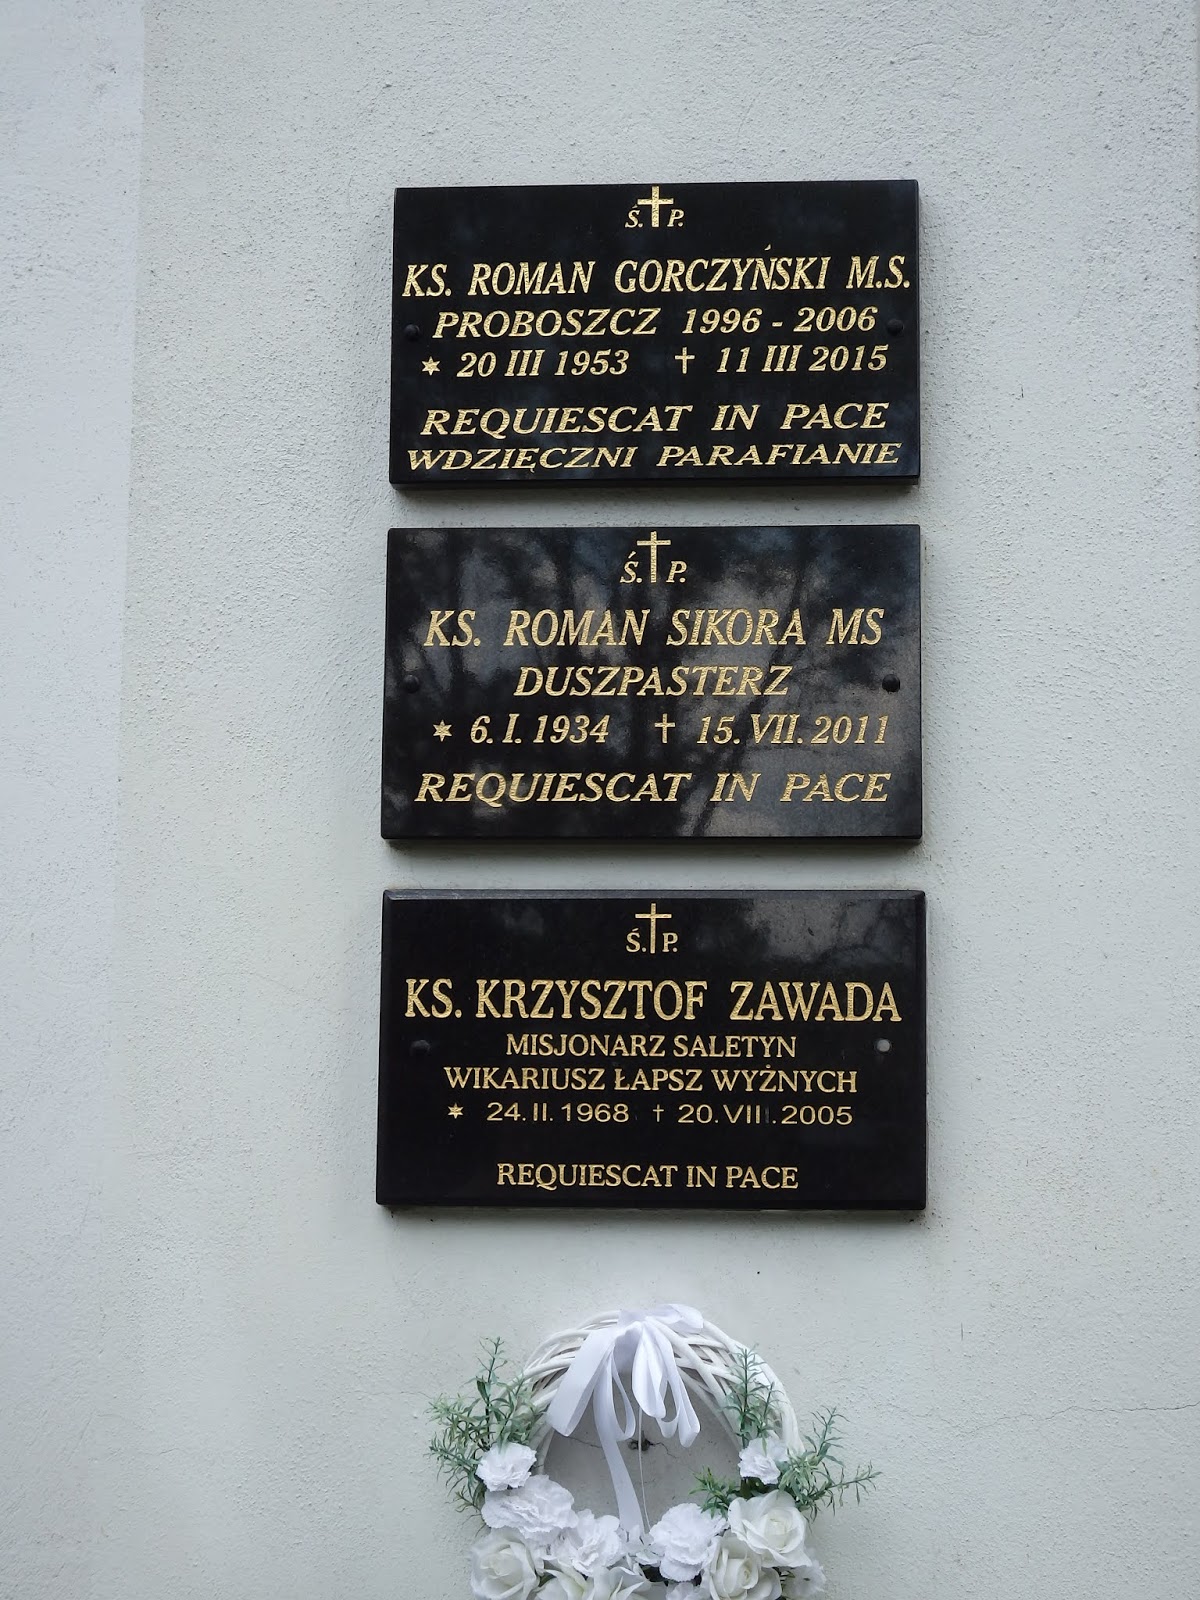 Ś. P.
KS. ROMAN GORCZYŃSKI M.S.
PROBOSZCZ 1996 - 2006
* 20 III 1953 † 11 III 2015
REQUIESCAT IN PACE
WDZIĘCZNI PARAFIANIE
Ś. P.
KS. ROMAN SIKORA MS
DUSZPASTERZ
* 6. I. 1934 † 15. VII. 2011
REQUIESCAT IN PACE
Ś. P.
KS. KRZYSZTOF ZAWADA
MISJONARZ SALETYN
WIKARIUSZ ŁAPSZ WYŻNYCH
* 24. II. 1968 † 20. VIII. 2005
REQUIESCAT IN PACE